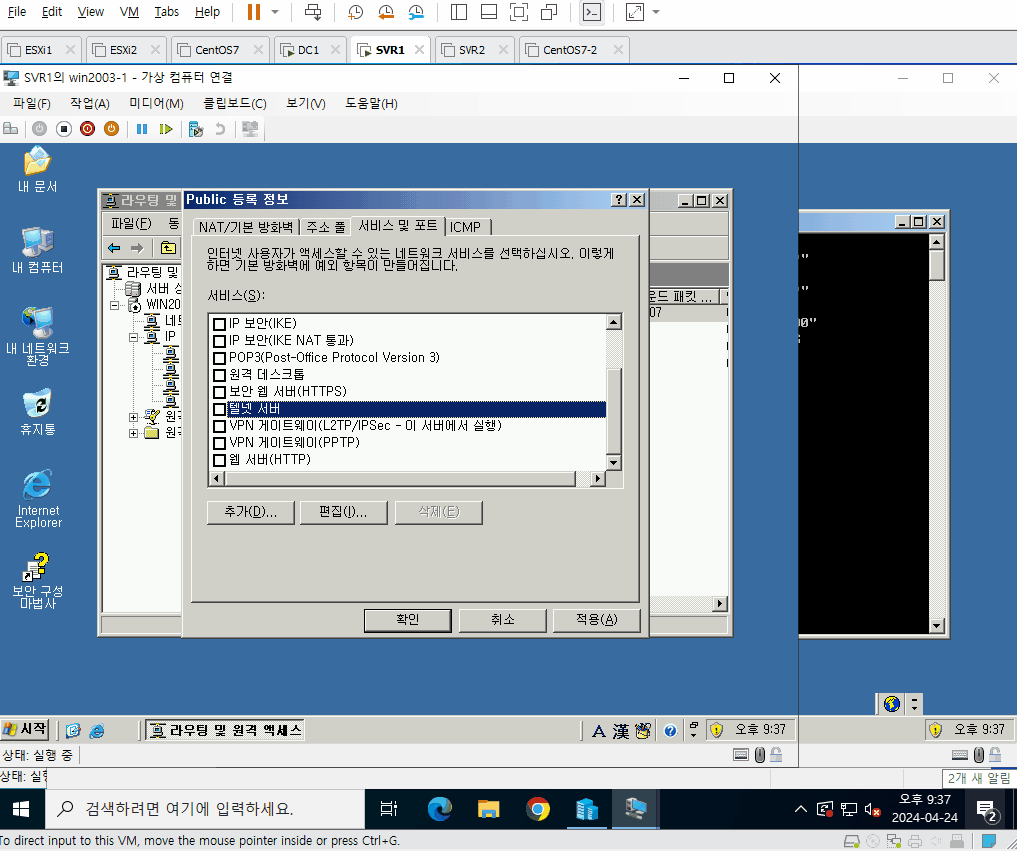 File Edit View VM Tabs Help
ESXi1 ESXi2 CentOS7 DC1 SVR1 SVR2 CentOS7-2
SVR1의 win2003-1 - 가상 컴퓨터 연결
파일(F) 작업(A) 미디어(M) 클립보드(C) 보기(V) 도움말(H)
내 문서
내 컴퓨터
내 네트워크
환경
휴지통
Internet
Explorer
보안 구성
마법사
라우팅 및
파일(F) 동
라우팅 및
서버 상
WIN20
네트
IP
원격
원격
Public 등록 정보
NAT/기본 방화벽 주소 풀 서비스 및 포트 ICMP
인터넷 사용자가 액세스할 수 있는 네트워크 서비스를 선택하십시오. 이렇게
하면 기본 방화벽에 예외 항목이 만들어집니다.
서비스(S):
IP 보안(IKE)
IP 보안(IKE NAT 통과)
POP3(Post-Office Protocol Version 3)
원격 데스크톱
보안 웹 서버(HTTPS)
텔넷 서버
VPN 게이트웨이(L2TP/IPSec - 이 서버에서 실행)
VPN 게이트웨이(PPTP)
웹 서버(HTTP)
추가(D)... 편집(I)... 삭제(E)
확인 취소 적용(A)
운드 패킷 ...
07
시작 라우팅 및 원격 액세스 A 漢 오후 9:37
오후 9:37
상태: 실행 중
상태: 실행
2개 새 알림
검색하려면 여기에 입력하세요.
오후 9:37
2024-04-24
2
To direct input to this VM, move the mouse pointer inside or press Ctrl+G.